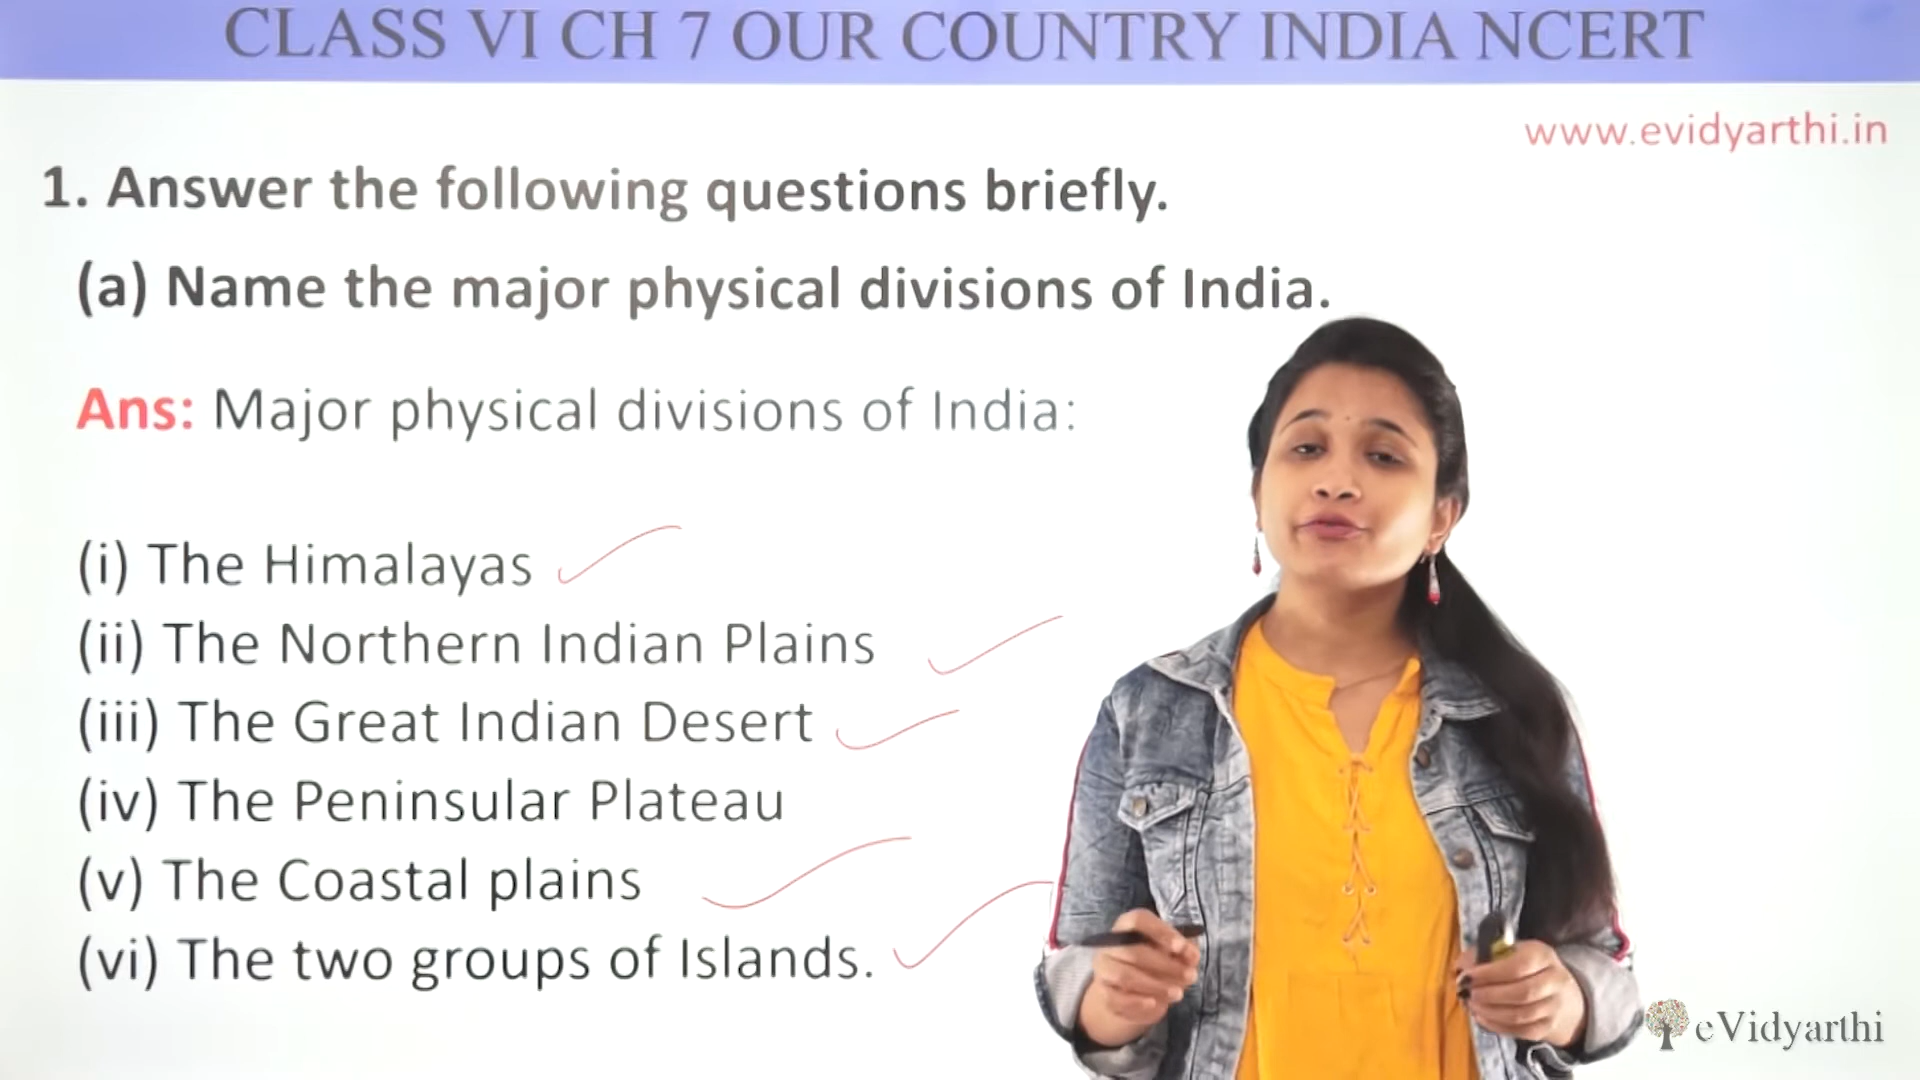 CLASS VI CH 7 OUR COUNTRY INDIA NCERT
www.evidyarthi.in
1. Answer the following questions briefly.
(a) Name the major physical divisions of India.
Ans: Major physical divisions of India:
(i) The Himalayas
(ii) The Northern Indian Plains
(iii) The Great Indian Desert
(iv) The Peninsular Plateau
(v) The Coastal plains
(vi) The two groups of Islands.
eVidyarthi